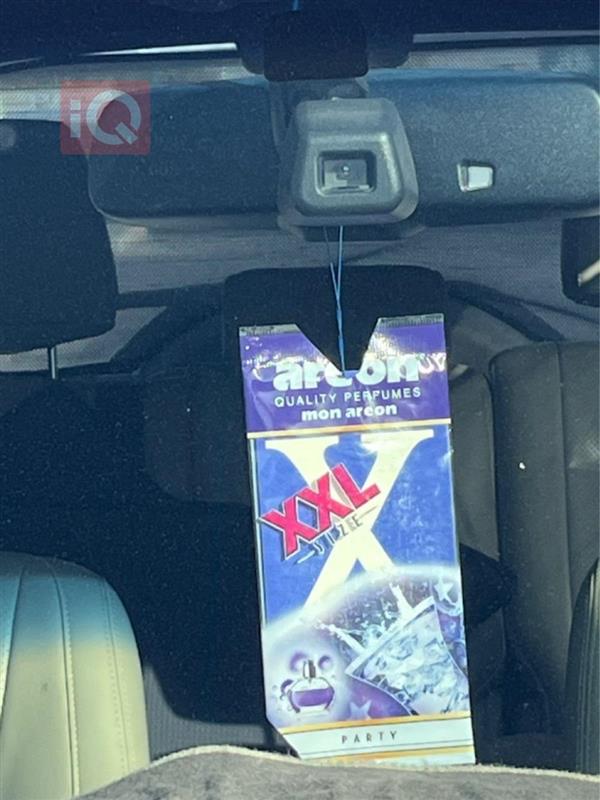 iQ
areon
QUALITY PERFUMES
mon areon
X
XXL
SIZE
PARTY